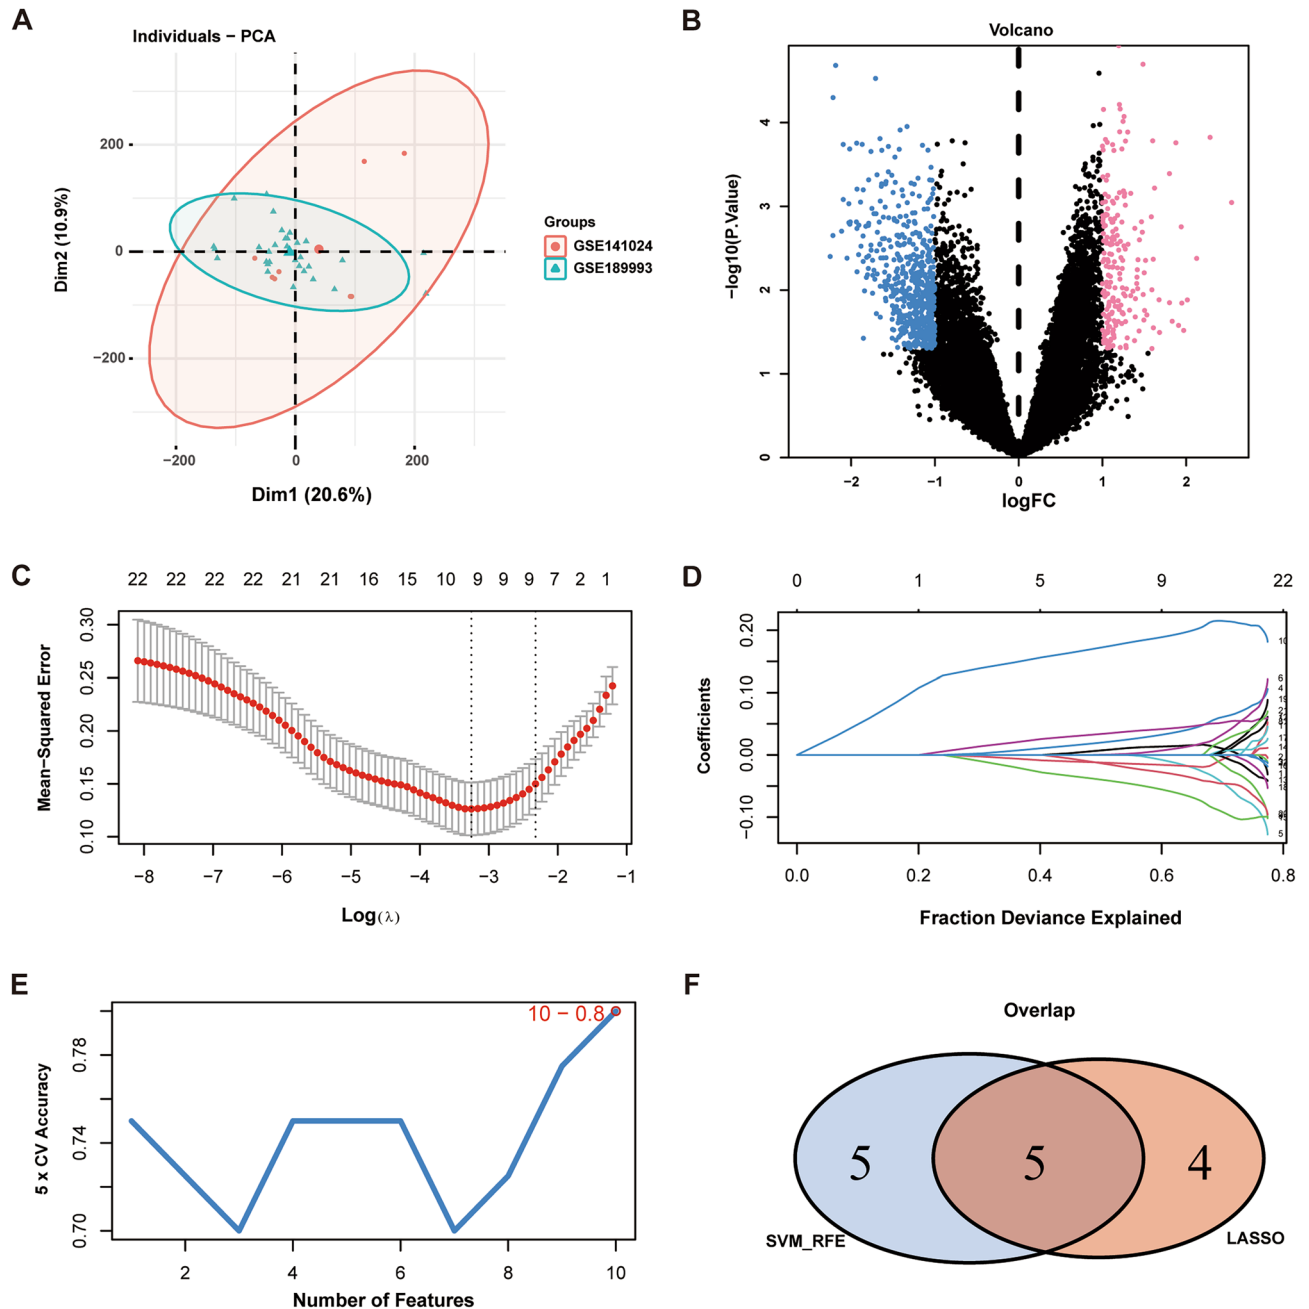 A
Individuals – PCA
200
0
−200
−200 0 200
Dim2 (10.9%)
Dim1 (20.6%)
Groups
GSE141024
GSE189993
B
Volcano
4
3
2
1
0
−2 −1 0 1 2
−log10(P.Value)
logFC
C
22 22 22 22 21 21 16 15 10 9 9 9 7 2 1
0.30
0.25
0.20
0.15
0.10
−8 −7 −6 −5 −4 −3 −2 −1
Mean−Squared Error
Log(λ)
D
0 1 5 9 22
0.20
0.10
0.00
−0.10
0.0 0.2 0.4 0.6 0.8
Coefficients
Fraction Deviance Explained
10
6
4
5
E
10 − 0.8
0.78
0.74
0.70
2 4 6 8 10
5 x CV Accuracy
Number of Features
F
Overlap
5 5 4
SVM_RFE
LASSO